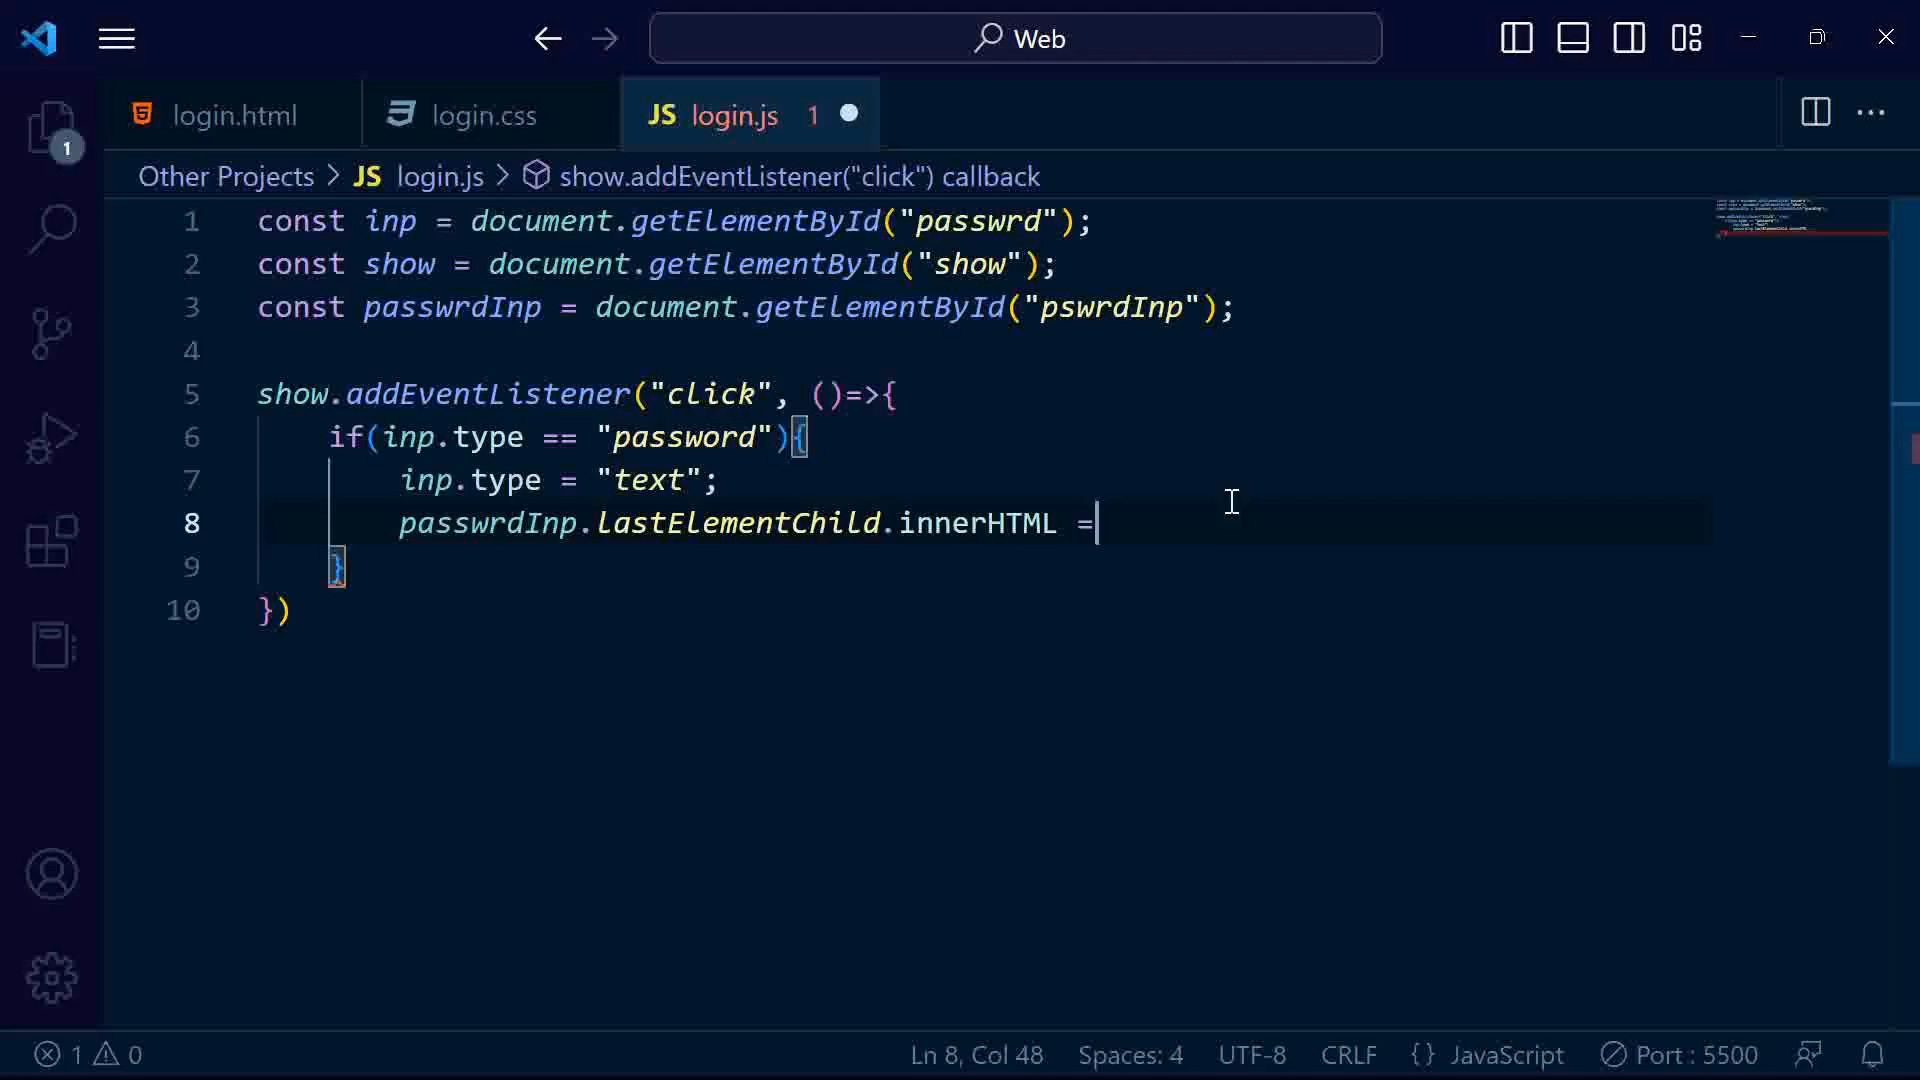 Web
login.html
login.css
JS login.js 1
Other Projects > JS login.js > show.addEventListener("click") callback
1
1 const inp = document.getElementById("passwrd");
2 const show = document.getElementById("show");
3 const passwrdInp = document.getElementById("pswrdInp");
4
5 show.addEventListener("click", ()=>{
6 if(inp.type == "password"){
7 inp.type = "text";
8 passwrdInp.lastElementChild.innerHTML =
9 }
10 })
1 0 Ln 8, Col 48 Spaces: 4 UTF-8 CRLF {} JavaScript Port : 5500